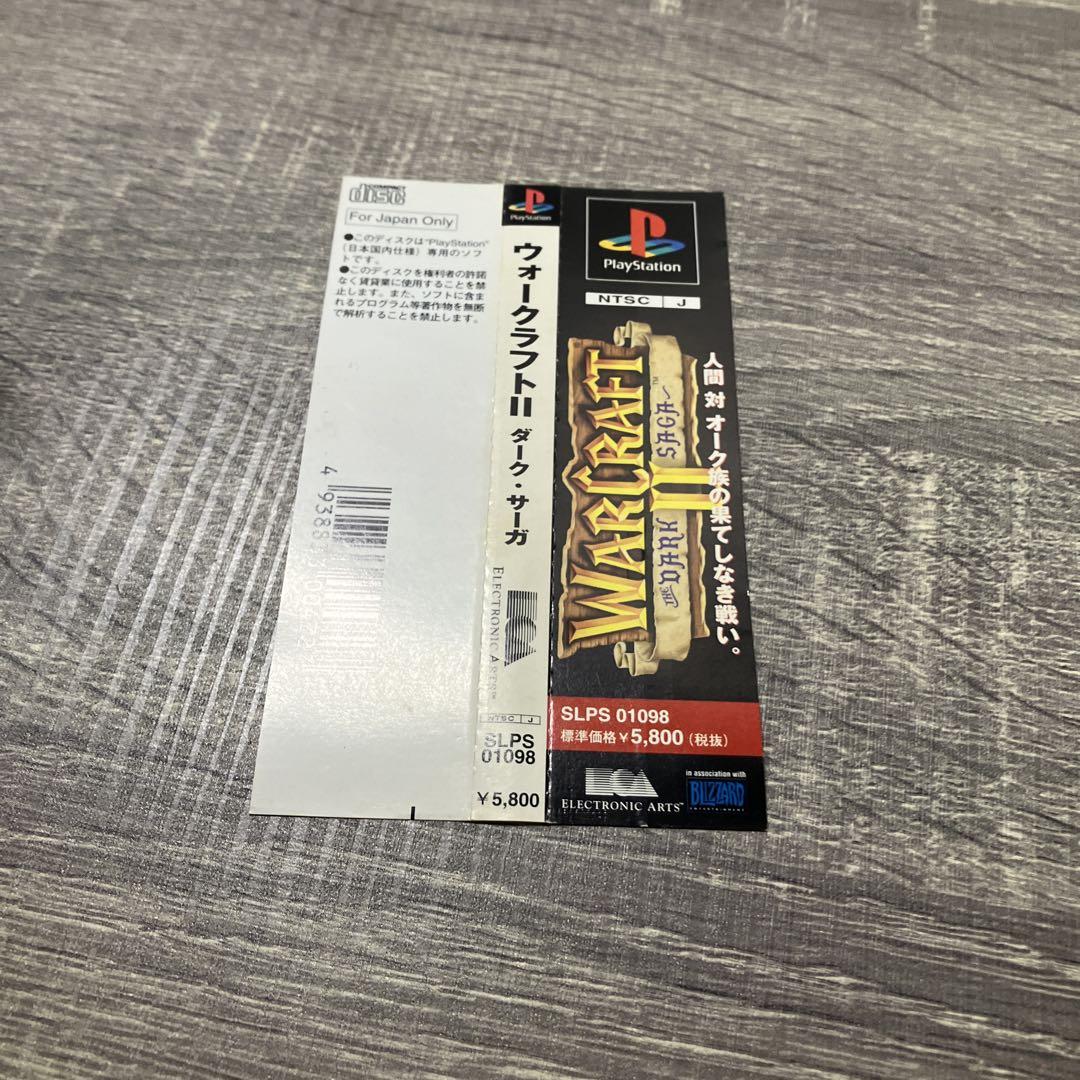 COMPACT
disc
For Japan Only
●このディスクは"PlayStation"
(日本国内仕様)専用のソフ
トです。
●このディスクを権利者の許諾
なく賃貸業に使用することを禁
止します。また、ソフトに含ま
れるプログラム等著作物を無断
で解析することを禁止します。
PlayStation
ウォークラフトII ダーク・サーガ
ELECTRONIC ARTS™
NTSC J
SLPS
01098
¥5,800
PlayStation
NTSC J
人間 対 オーク族の果てしなき戦い。
WARCRAFT
II
THE DARK SAGA™
SLPS 01098
標準価格¥5,800(税抜)
ELECTRONIC ARTS™
in association with
BLIZZARD
ENTERTAINMENT